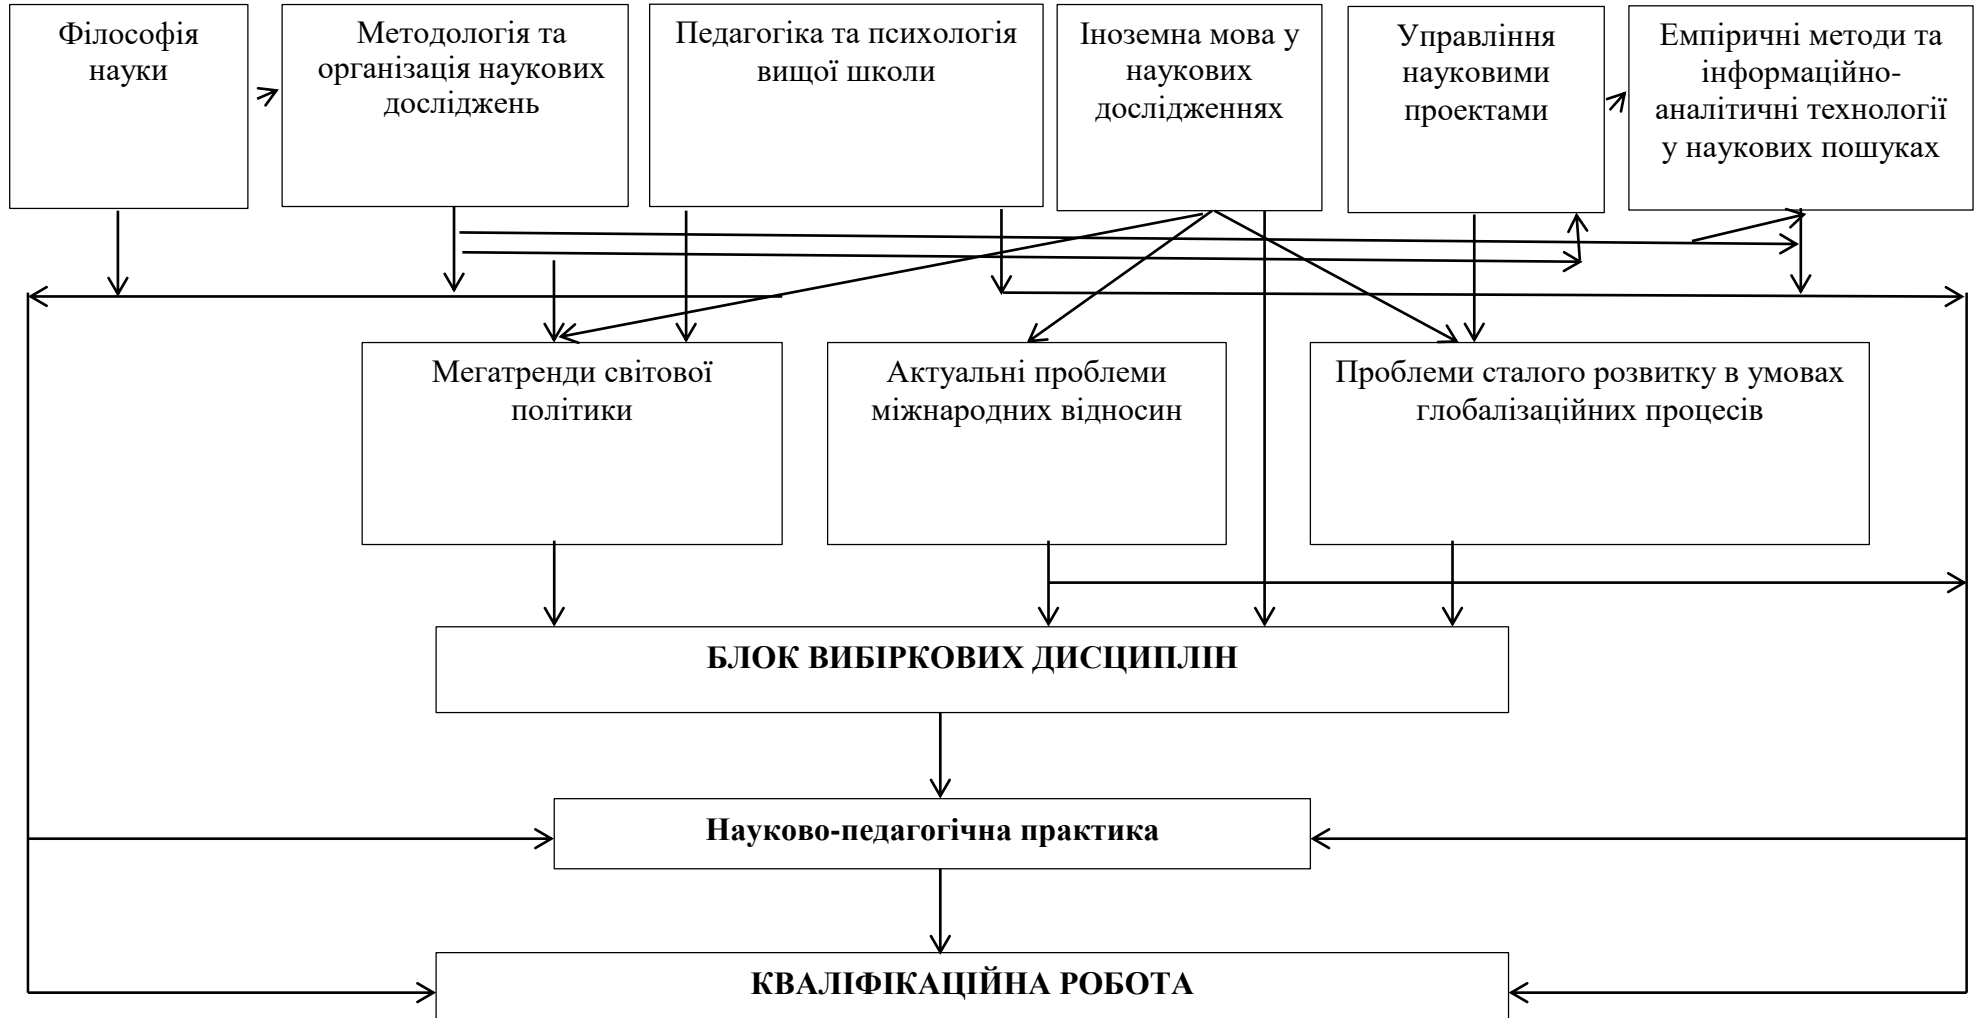 Філософія
науки
Методологія та
організація наукових
досліджень
Педагогіка та психологія
вищої школи
Іноземна мова у
наукових
дослідженнях
Управління
науковими
проектами
Емпіричні методи та
інформаційно-
аналітичні технології
у наукових пошуках
Мегатренди світової
політики
Актуальні проблеми
міжнародних відносин
Проблеми сталого розвитку в умовах
глобалізаційних процесів
БЛОК ВИБІРКОВИХ ДИСЦИПЛІН
Науково-педагогічна практика
КВАЛІФІКАЦІЙНА РОБОТА